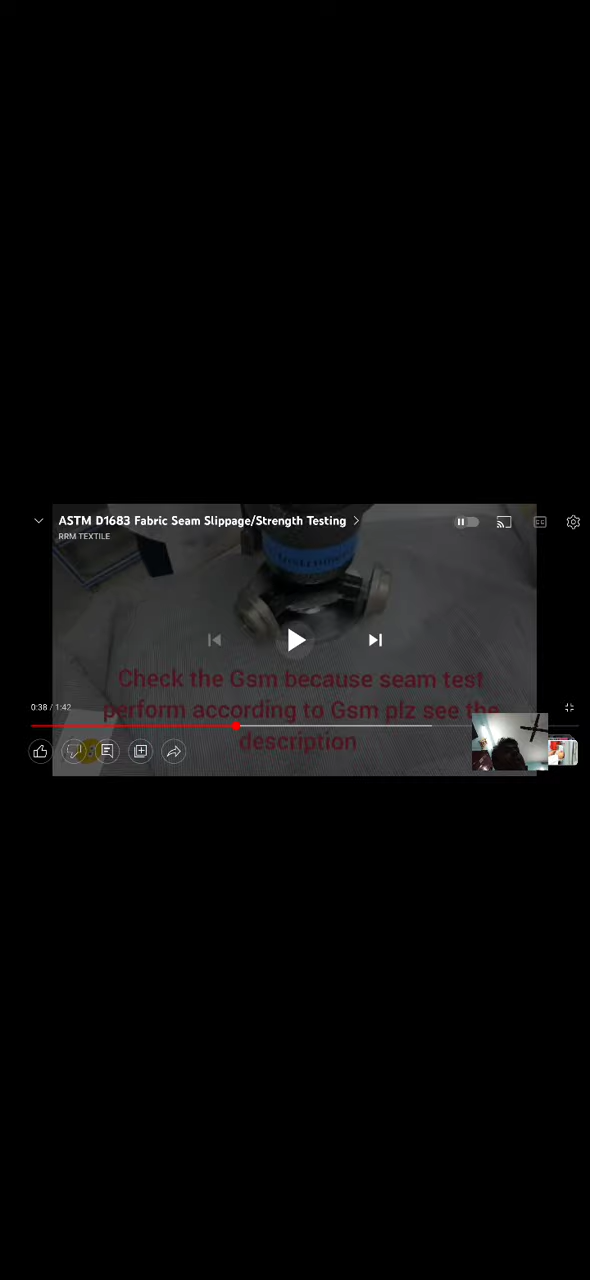 ASTM D1683 Fabric Seam Slippage/Strength Testing
RRM TEXTILE
CC
Check the Gsm because seam test
perform according to Gsm plz see the
description
0:38 / 1:42